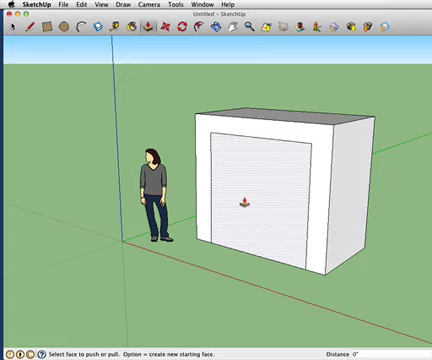 SketchUp File Edit View Draw Camera Tools Window Help
Untitled – SketchUp
Select face to push or pull. Option = create new starting face. Distance 0"